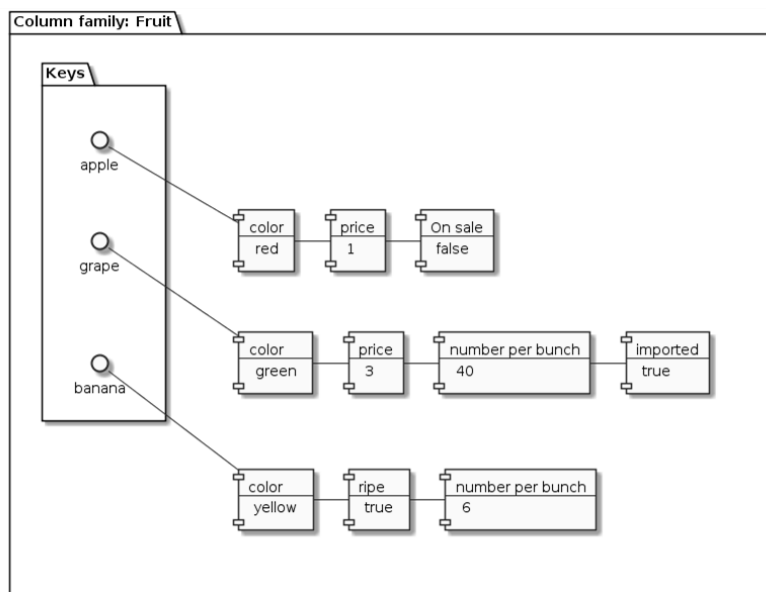 Column family: Fruit
Keys
apple
color price On sale
red 1 false
grape
color price number per bunch imported
green 3 40 true
banana
color ripe number per bunch
yellow true 6